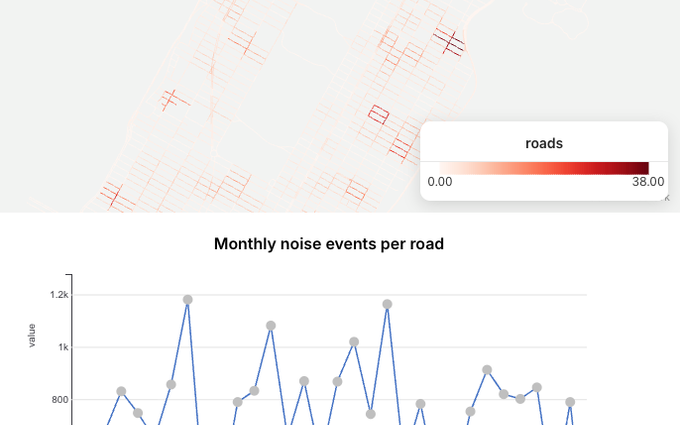 roads
0.00 38.00
Monthly noise events per road
1.2k
value
1k
800